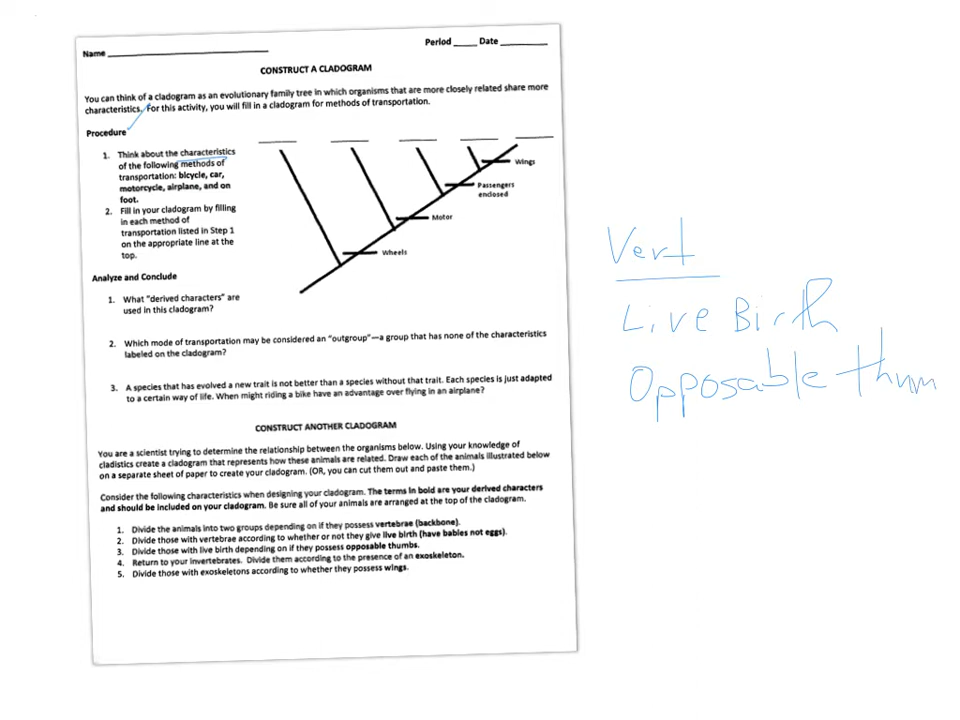 Name
Period Date
CONSTRUCT A CLADOGRAM
You can think of a cladogram as an evolutionary family tree in which organisms that are more closely related share more
characteristics. For this activity, you will fill in a cladogram for methods of transportation.
Procedure
1. Think about the characteristics
of the following methods of
transportation: bicycle, car,
motorcycle, airplane, and on
foot.
2. Fill in your cladogram by filling
in each method of
transportation listed in Step 1
on the appropriate line at the
top.
Wings
Passengers
enclosed
Motor
Wheels
Analyze and Conclude
1. What "derived characters" are
used in this cladogram?
2. Which mode of transportation may be considered an "outgroup"—a group that has none of the characteristics
labeled on the cladogram?
3. A species that has evolved a new trait is not better than a species without that trait. Each species is just adapted
to a certain way of life. When might riding a bike have an advantage over flying in an airplane?
CONSTRUCT ANOTHER CLADOGRAM
You are a scientist trying to determine the relationship between the organisms below. Using your knowledge of
cladistics create a cladogram that represents how these animals are related. Draw each of the animals illustrated below
on a separate sheet of paper to create your cladogram. (OR, you can cut them out and paste them.)
Consider the following characteristics when designing your cladogram. The terms in bold are your derived characters
and should be included on your cladogram. Be sure all of your animals are arranged at the top of the cladogram.
1. Divide the animals into two groups depending on if they possess vertebrae (backbone).
2. Divide those with vertebrae according to whether or not they give live birth (have babies not eggs).
3. Divide those with live birth depending on if they possess opposable thumbs.
4. Return to your invertebrates. Divide them according to the presence of an exoskeleton.
5. Divide those with exoskeletons according to whether they possess wings.
Vert
Live Birth
Opposable thum